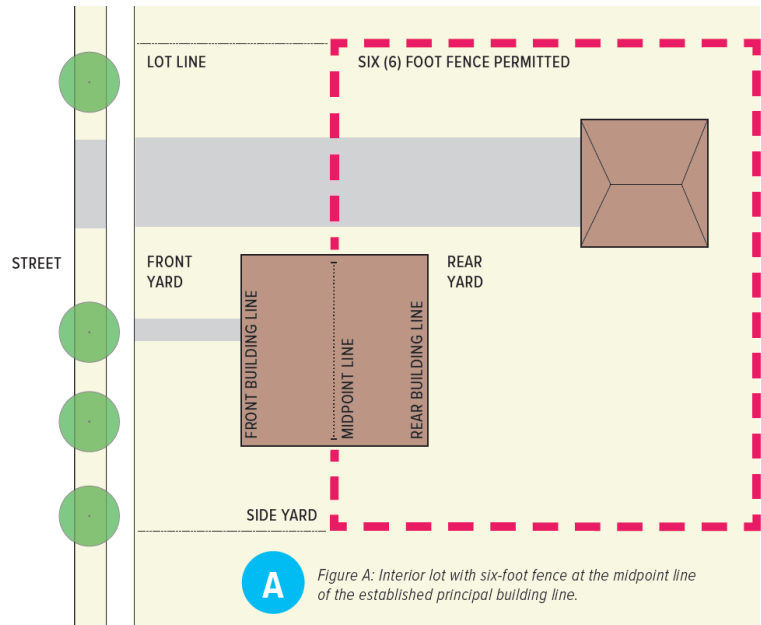 LOT LINE
SIX (6) FOOT FENCE PERMITTED
STREET
FRONT
YARD
REAR
YARD
FRONT BUILDING LINE
MIDPOINT LINE
REAR BUILDING LINE
SIDE YARD
A
Figure A: Interior lot with six-foot fence at the midpoint line
of the established principal building line.